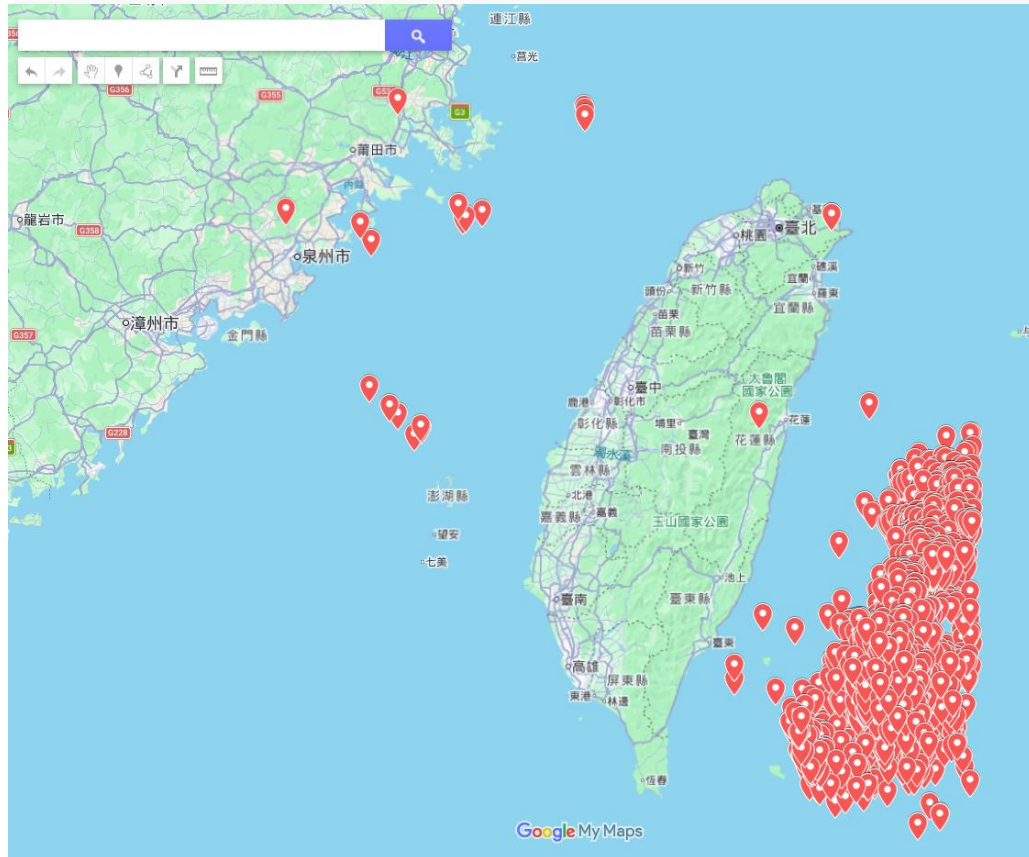 連江縣
莒光
G356
G355
G3
莆田市
龍岩市
G358
泉州市
臺北
桃園
新竹
宜蘭
礁溪
頭份
新竹縣
羅東
漳州市
苗栗
宜蘭縣
G357
金門縣
苗栗縣
太魯閣
國家公園
臺中
鹿港
彰化市
G228
彰化縣
埔里
花蓮
臺灣
花蓮縣
南投縣
濁水溪
雲林縣
澎湖縣
北港
嘉義縣
嘉義
玉山國家公園
望安
七美
池上
臺南
臺東縣
臺東
高雄
屏東縣
東港
林邊
恆春
Google My Maps